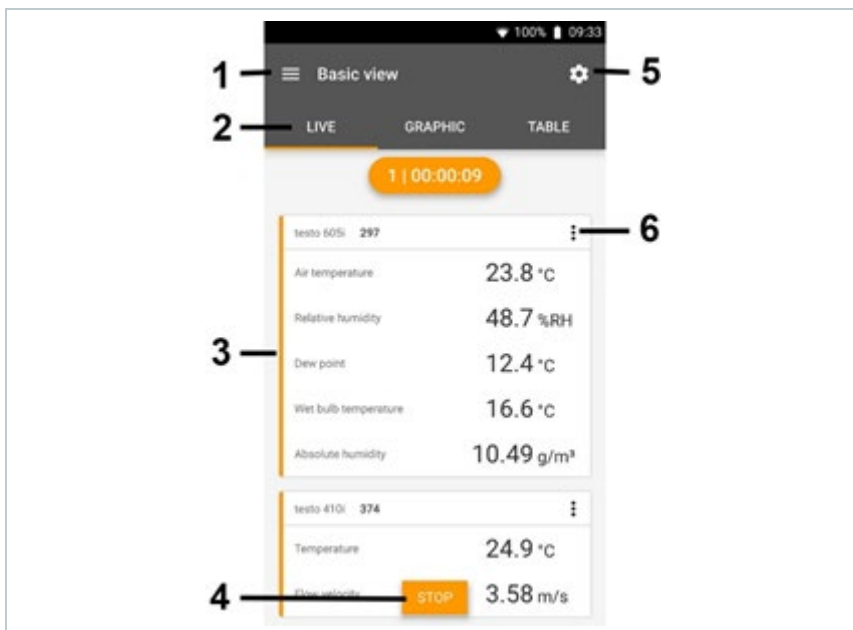 100% 09:33
1 Basic view 5
2 LIVE GRAPHIC TABLE
1 | 00:00:09
testo 605i 297 6
Air temperature 23.8 °C
Relative humidity 48.7 %RH
3 Dew point 12.4 °C
Wet bulb temperature 16.6 °C
Absolute humidity 10.49 g/m³
testo 410i 374
Temperature 24.9 °C
4 Flow velocity STOP 3.58 m/s